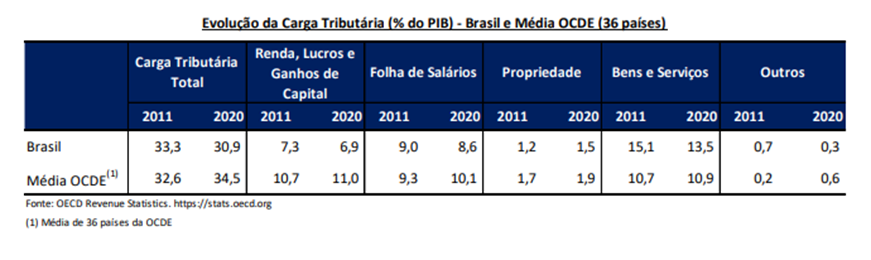 Evolução da Carga Tributária (% do PIB) - Brasil e Média OCDE (36 países)
Carga Tributária Total Renda, Lucros e Ganhos de Capital Folha de Salários Propriedade Bens e Serviços Outros
2011 2020 2011 2020 2011 2020 2011 2020 2011 2020 2011 2020
Brasil 33,3 30,9 7,3 6,9 9,0 8,6 1,2 1,5 15,1 13,5 0,7 0,3
Média OCDE(1) 32,6 34,5 10,7 11,0 9,3 10,1 1,7 1,9 10,7 10,9 0,2 0,6
Fonte: OECD Revenue Statistics. https://stats.oecd.org
(1) Média de 36 países da OCDE